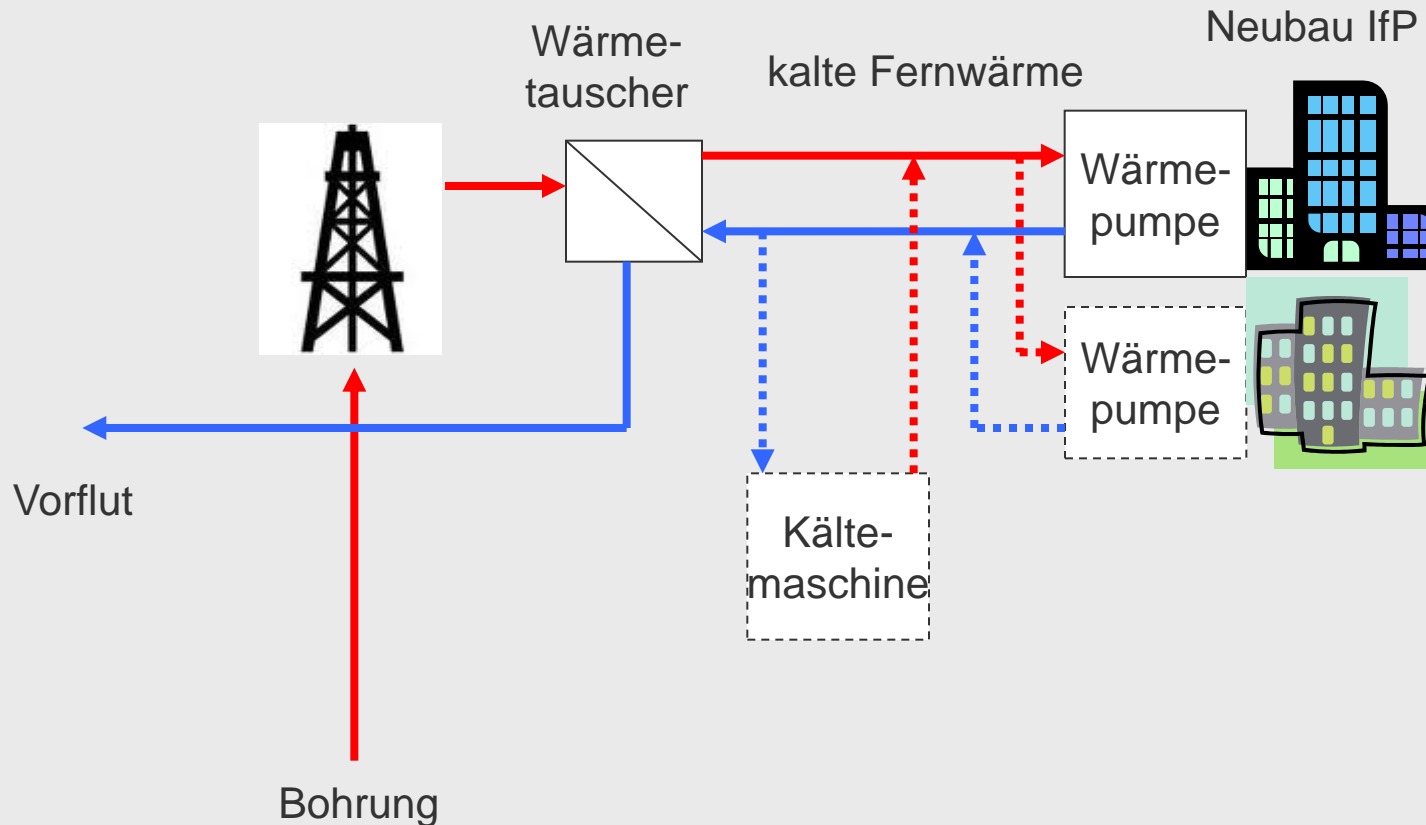 Neubau IfP
Wärme-
tauscher
kalte Fernwärme
Wärme-
pumpe
Wärme-
pumpe
Vorflut
Kälte-
maschine
Bohrung